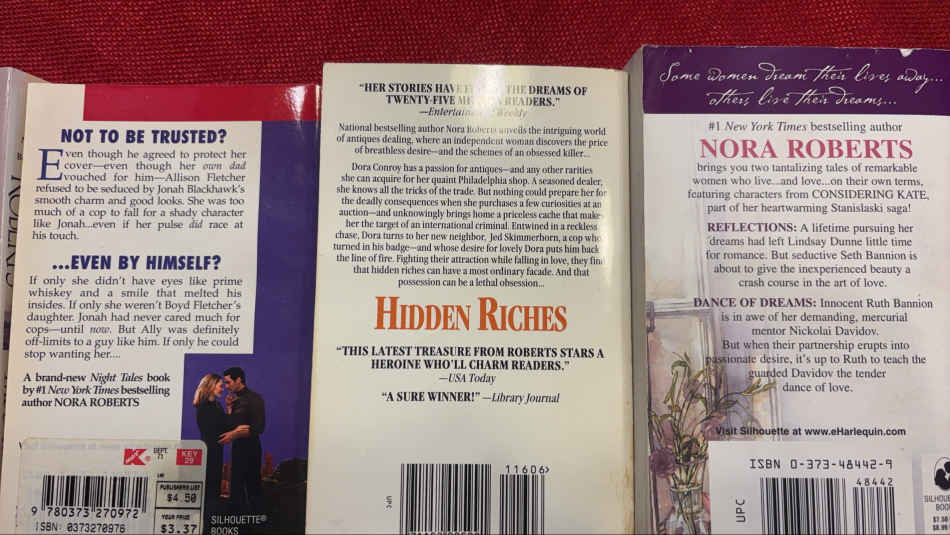 NOT TO BE TRUSTED?
Even though he agreed to protect her
cover—even though her own dad
vouched for him—Allison Fletcher
refused to be seduced by Jonah Blackhawk's
smooth charm and good looks. She was too
much of a cop to fall for a shady character
like Jonah...even if her pulse did race at
his touch.
...EVEN BY HIMSELF?
If only she didn't have eyes like prime
whiskey and a smile that melted his
insides. If only she weren't Boyd Fletcher's
daughter. Jonah had never cared much for
cops—until now. But Ally was definitely
off-limits to a guy like him. If only he could
stop wanting her....
A brand-new Night Tales book
by #1 New York Times bestselling
author NORA ROBERTS
K
DEPT.
71
KEY
29
PUBLISHER'S LIST
$4.50
YOUR PRICE
$3.37
9 780373 270972
ISBN: 0373270976
SILHOUETTE®
BOOKS
"HER STORIES HAVE THE DREAMS OF
TWENTY-FIVE READERS."
—Entertainment Weekly
National bestselling author Nora Roberts unveils the intriguing world
of antiques dealing, where an independent woman discovers the price
of breathless desire—and the schemes of an obsessed killer...
Dora Conroy has a passion for antiques—and any other rarities
she can acquire for her quaint Philadelphia shop. A seasoned dealer,
she knows all the tricks of the trade. But nothing could prepare her for
the deadly consequences when she purchases a few curiosities at an
auction—and unknowingly brings home a priceless cache that makes
her the target of an international criminal. Entwined in a reckless
chase, Dora turns to her new neighbor, Jed Skimmerhorn, a cop who
turned in his badge—and whose desire for lovely Dora puts him back
the line of fire. Fighting their attraction while falling in love, they find
that hidden riches can have a most ordinary facade. And that
possession can be a lethal obsession...
HIDDEN RICHES
"THIS LATEST TREASURE FROM ROBERTS STARS A
HEROINE WHO'LL CHARM READERS."
—USA Today
"A SURE WINNER!" —Library Journal
11606>
UPC
Some women dream their lives away...
others live their dreams...
#1 New York Times bestselling author
NORA ROBERTS
brings you two tantalizing tales of remarkable
women who live...and love...on their own terms,
featuring characters from CONSIDERING KATE,
part of her heartwarming Stanislaski saga!
REFLECTIONS: A lifetime pursuing her
dreams had left Lindsay Dunne little time
for romance. But seductive Seth Bannion is
about to give the inexperienced beauty a
crash course in the art of love.
DANCE OF DREAMS: Innocent Ruth Bannion
is in awe of her demanding, mercurial
mentor Nickolai Davidov.
But when their partnership erupts into
passionate desire, it's up to Ruth to teach the
guarded Davidov the tender
dance of love.
Visit Silhouette at www.eHarlequin.com
ISBN 0-373-48442-9
48442
UPC